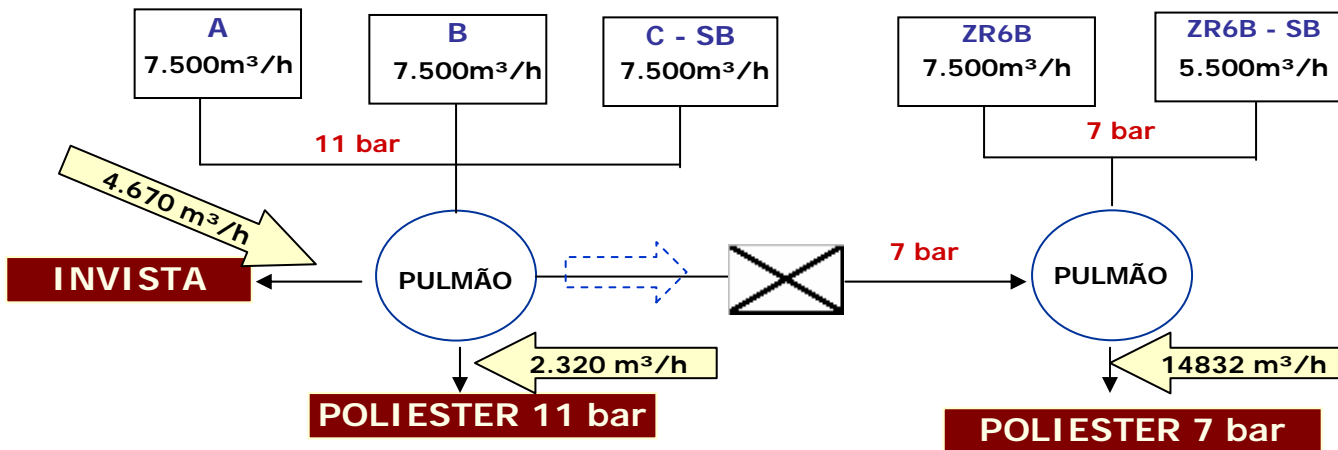 A
7.500m³/h
B
7.500m³/h
C - SB
7.500m³/h
ZR6B
7.500m³/h
ZR6B - SB
5.500m³/h
11 bar
7 bar
4.670 m³/h
INVISTA
PULMÃO
7 bar
PULMÃO
2.320 m³/h
14832 m³/h
POLIESTER 11 bar
POLIESTER 7 bar